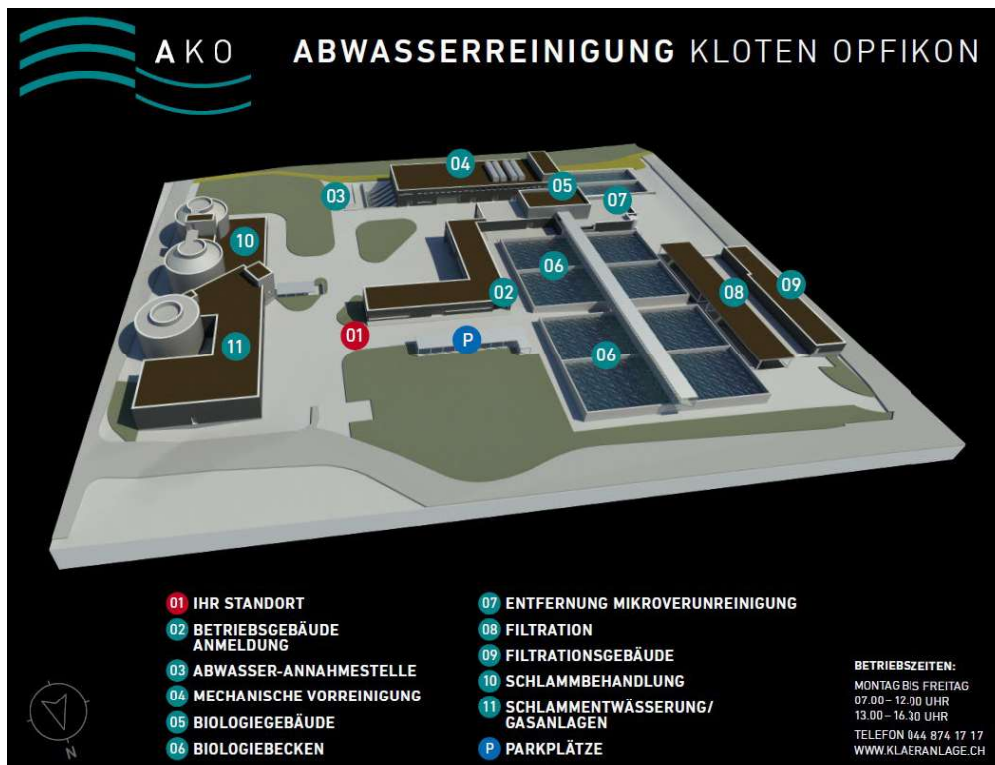 AKO
ABWASSERREINIGUNG KLOTEN OPFIKON
04
03
05
07
10
06
02
08
09
01
P
11
06
01 IHR STANDORT
02 BETRIEBSGEBÄUDE
ANMELDUNG
03 ABWASSER-ANNAHMESTELLE
04 MECHANISCHE VORREINIGUNG
05 BIOLOGIEGEBÄUDE
06 BIOLOGIEBECKEN
07 ENTFERNUNG MIKROVERUNREINIGUNG
08 FILTRATION
09 FILTRATIONSGEBÄUDE
10 SCHLAMMBEHANDLUNG
11 SCHLAMMENTWÄSSERUNG/
GASANLAGEN
P PARKPLÄTZE
N
BETRIEBSZEITEN:
MONTAG BIS FREITAG
07.00 – 12.00 UHR
13.00 – 16.30 UHR
TELEFON 044 874 17 17
WWW.KLAERANLAGE.CH